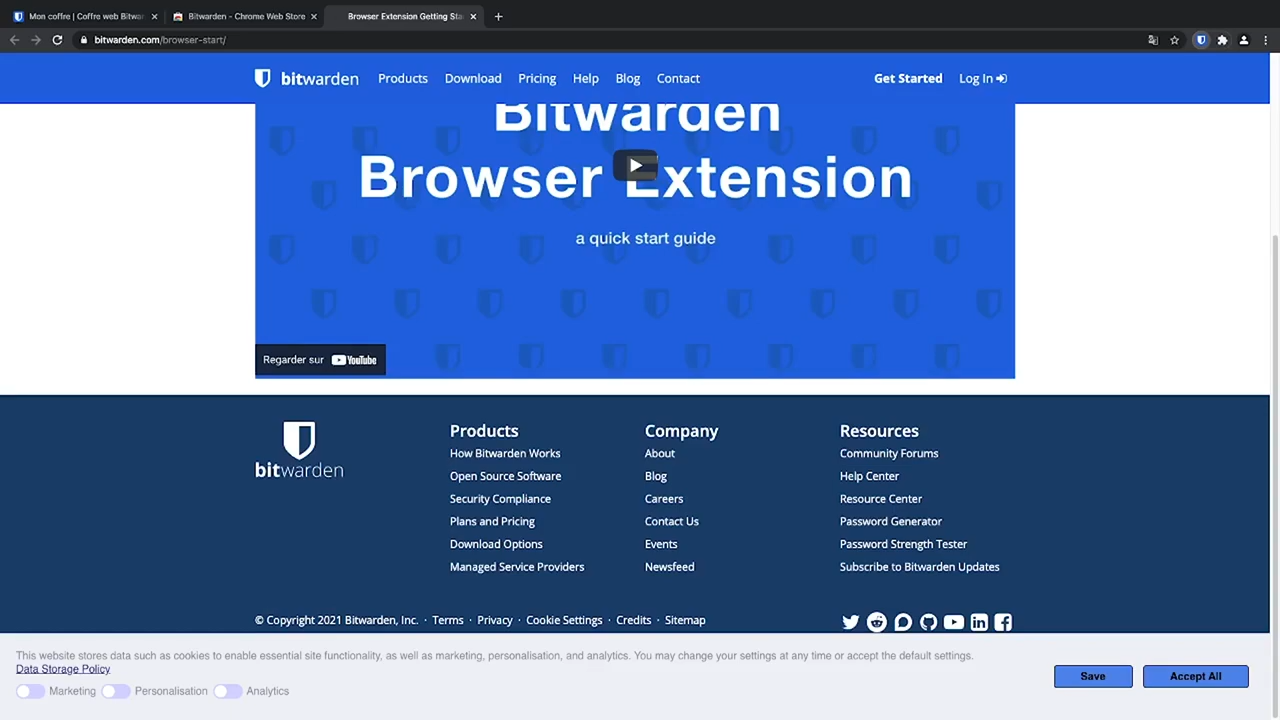 Mon coffre | Coffre web Bitwar
Bitwarden - Chrome Web Store
Browser Extension Getting Sta
bitwarden.com/browser-start/
bitwarden
Products
Download
Pricing
Help
Blog
Contact
Get Started
Log In
Bitwarden
Browser Extension
a quick start guide
Regarder sur YouTube
bitwarden
Products
How Bitwarden Works
Open Source Software
Security Compliance
Plans and Pricing
Download Options
Managed Service Providers
Company
About
Blog
Careers
Contact Us
Events
Newsfeed
Resources
Community Forums
Help Center
Resource Center
Password Generator
Password Strength Tester
Subscribe to Bitwarden Updates
© Copyright 2021 Bitwarden, Inc. · Terms · Privacy · Cookie Settings · Credits · Sitemap
This website stores data such as cookies to enable essential site functionality, as well as marketing, personalisation, and analytics. You may change your settings at any time or accept the default settings.
Data Storage Policy
Marketing
Personalisation
Analytics
Save
Accept All